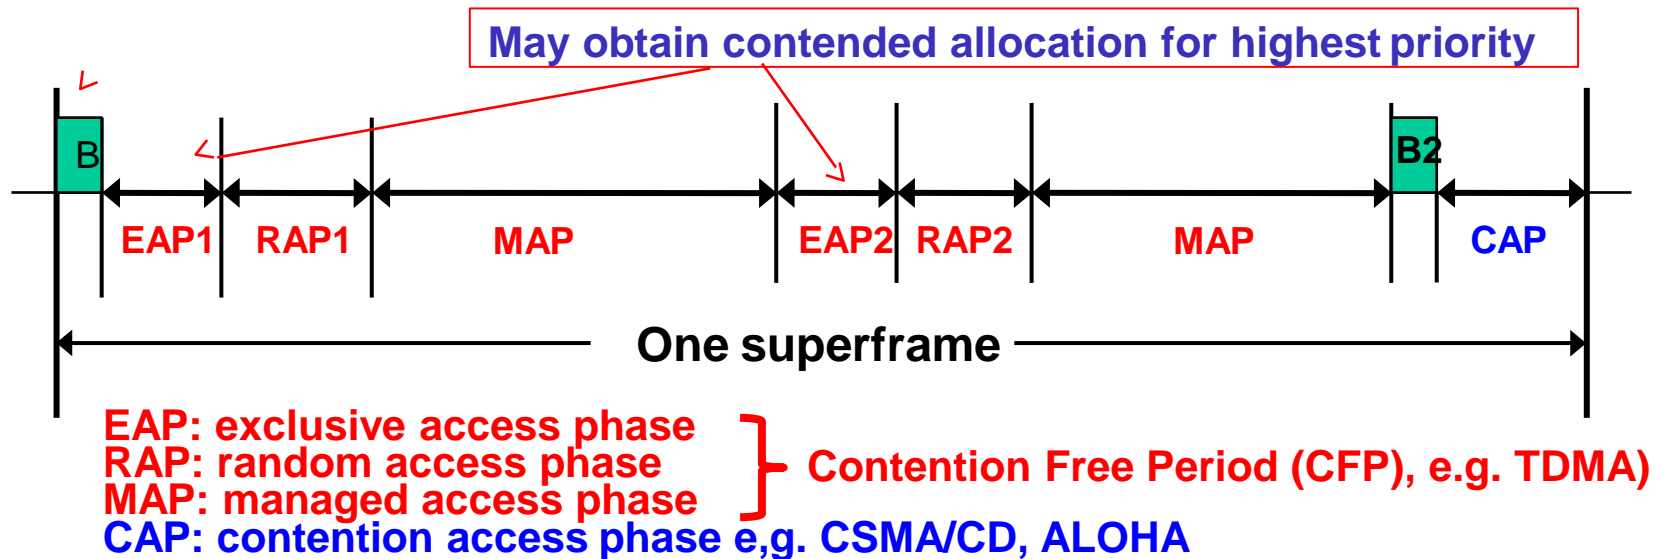 May obtain contended allocation for highest priority
B
B2
EAP1 RAP1 MAP EAP2 RAP2 MAP CAP
One superframe
EAP: exclusive access phase
RAP: random access phase
MAP: managed access phase
Contention Free Period (CFP), e.g. TDMA)
CAP: contention access phase e,g. CSMA/CD, ALOHA